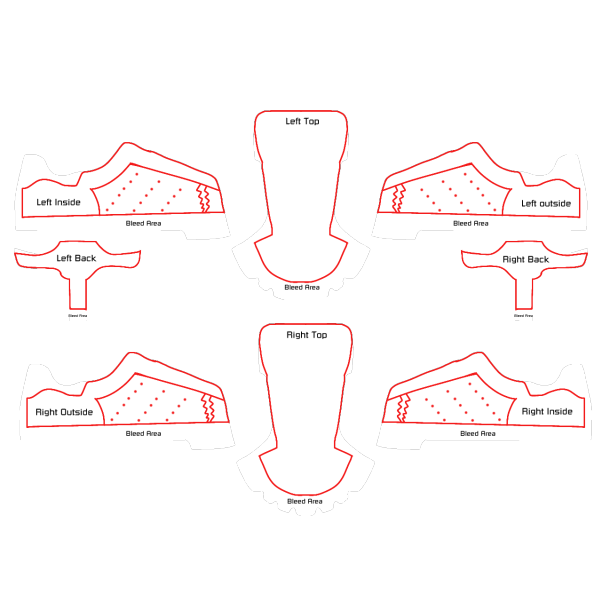 Left Top
Left Inside
Left outside
Bleed Area
Bleed Area
Left Back
Right Back
Bleed Area
Bleed Area
Bleed Area
Right Top
Right Outside
Right Inside
Bleed Area
Bleed Area
Bleed Area